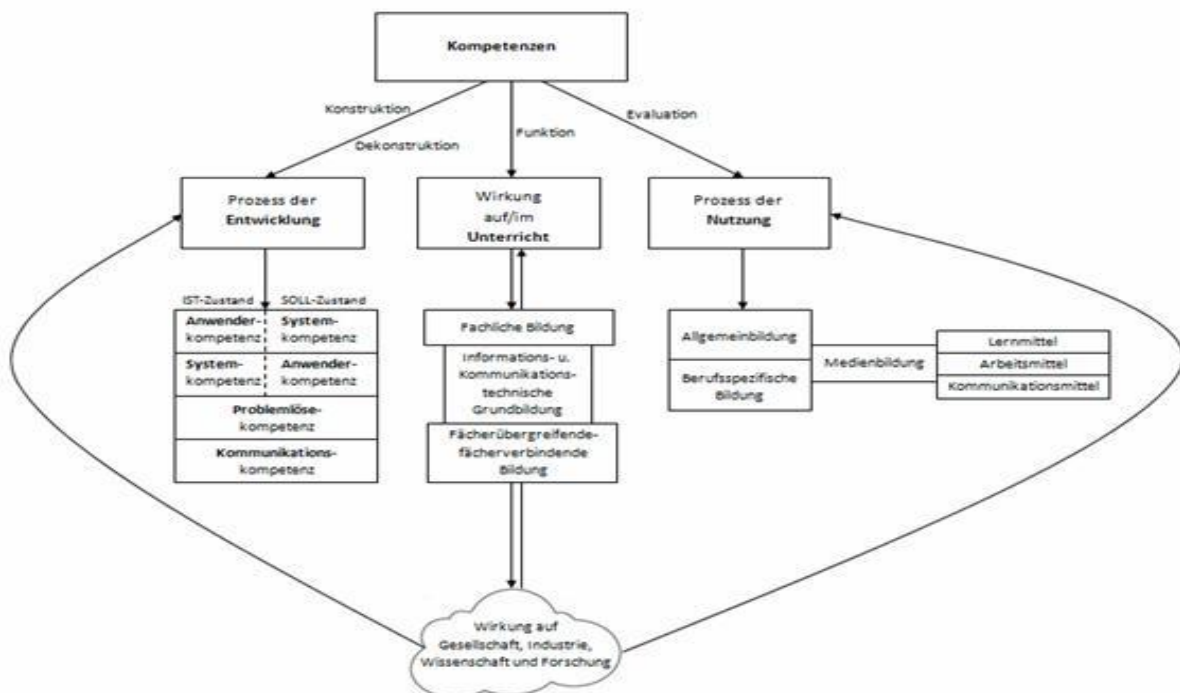 Kompetenzen
Konstruktion
Dekonstruktion
Funktion
Evaluation
Prozess der
Entwicklung
Wirkung
auf/im
Unterricht
Prozess der
Nutzung
IST-Zustand
SOLL-Zustand
Anwender-
kompetenz
System-
kompetenz
System-
kompetenz
Anwender-
kompetenz
Problemlöse-
kompetenz
Kommunikations-
kompetenz
Fachliche Bildung
Informations- u.
Kommunikations-
technische
Grundbildung
Fächerübergreifende-
fächerverbindende
Bildung
Allgemeinbildung
Berufsspezifische
Bildung
Medienbildung
Lernmittel
Arbeitsmittel
Kommunikationsmittel
Wirkung auf
Gesellschaft, Industrie,
Wissenschaft und Forschung